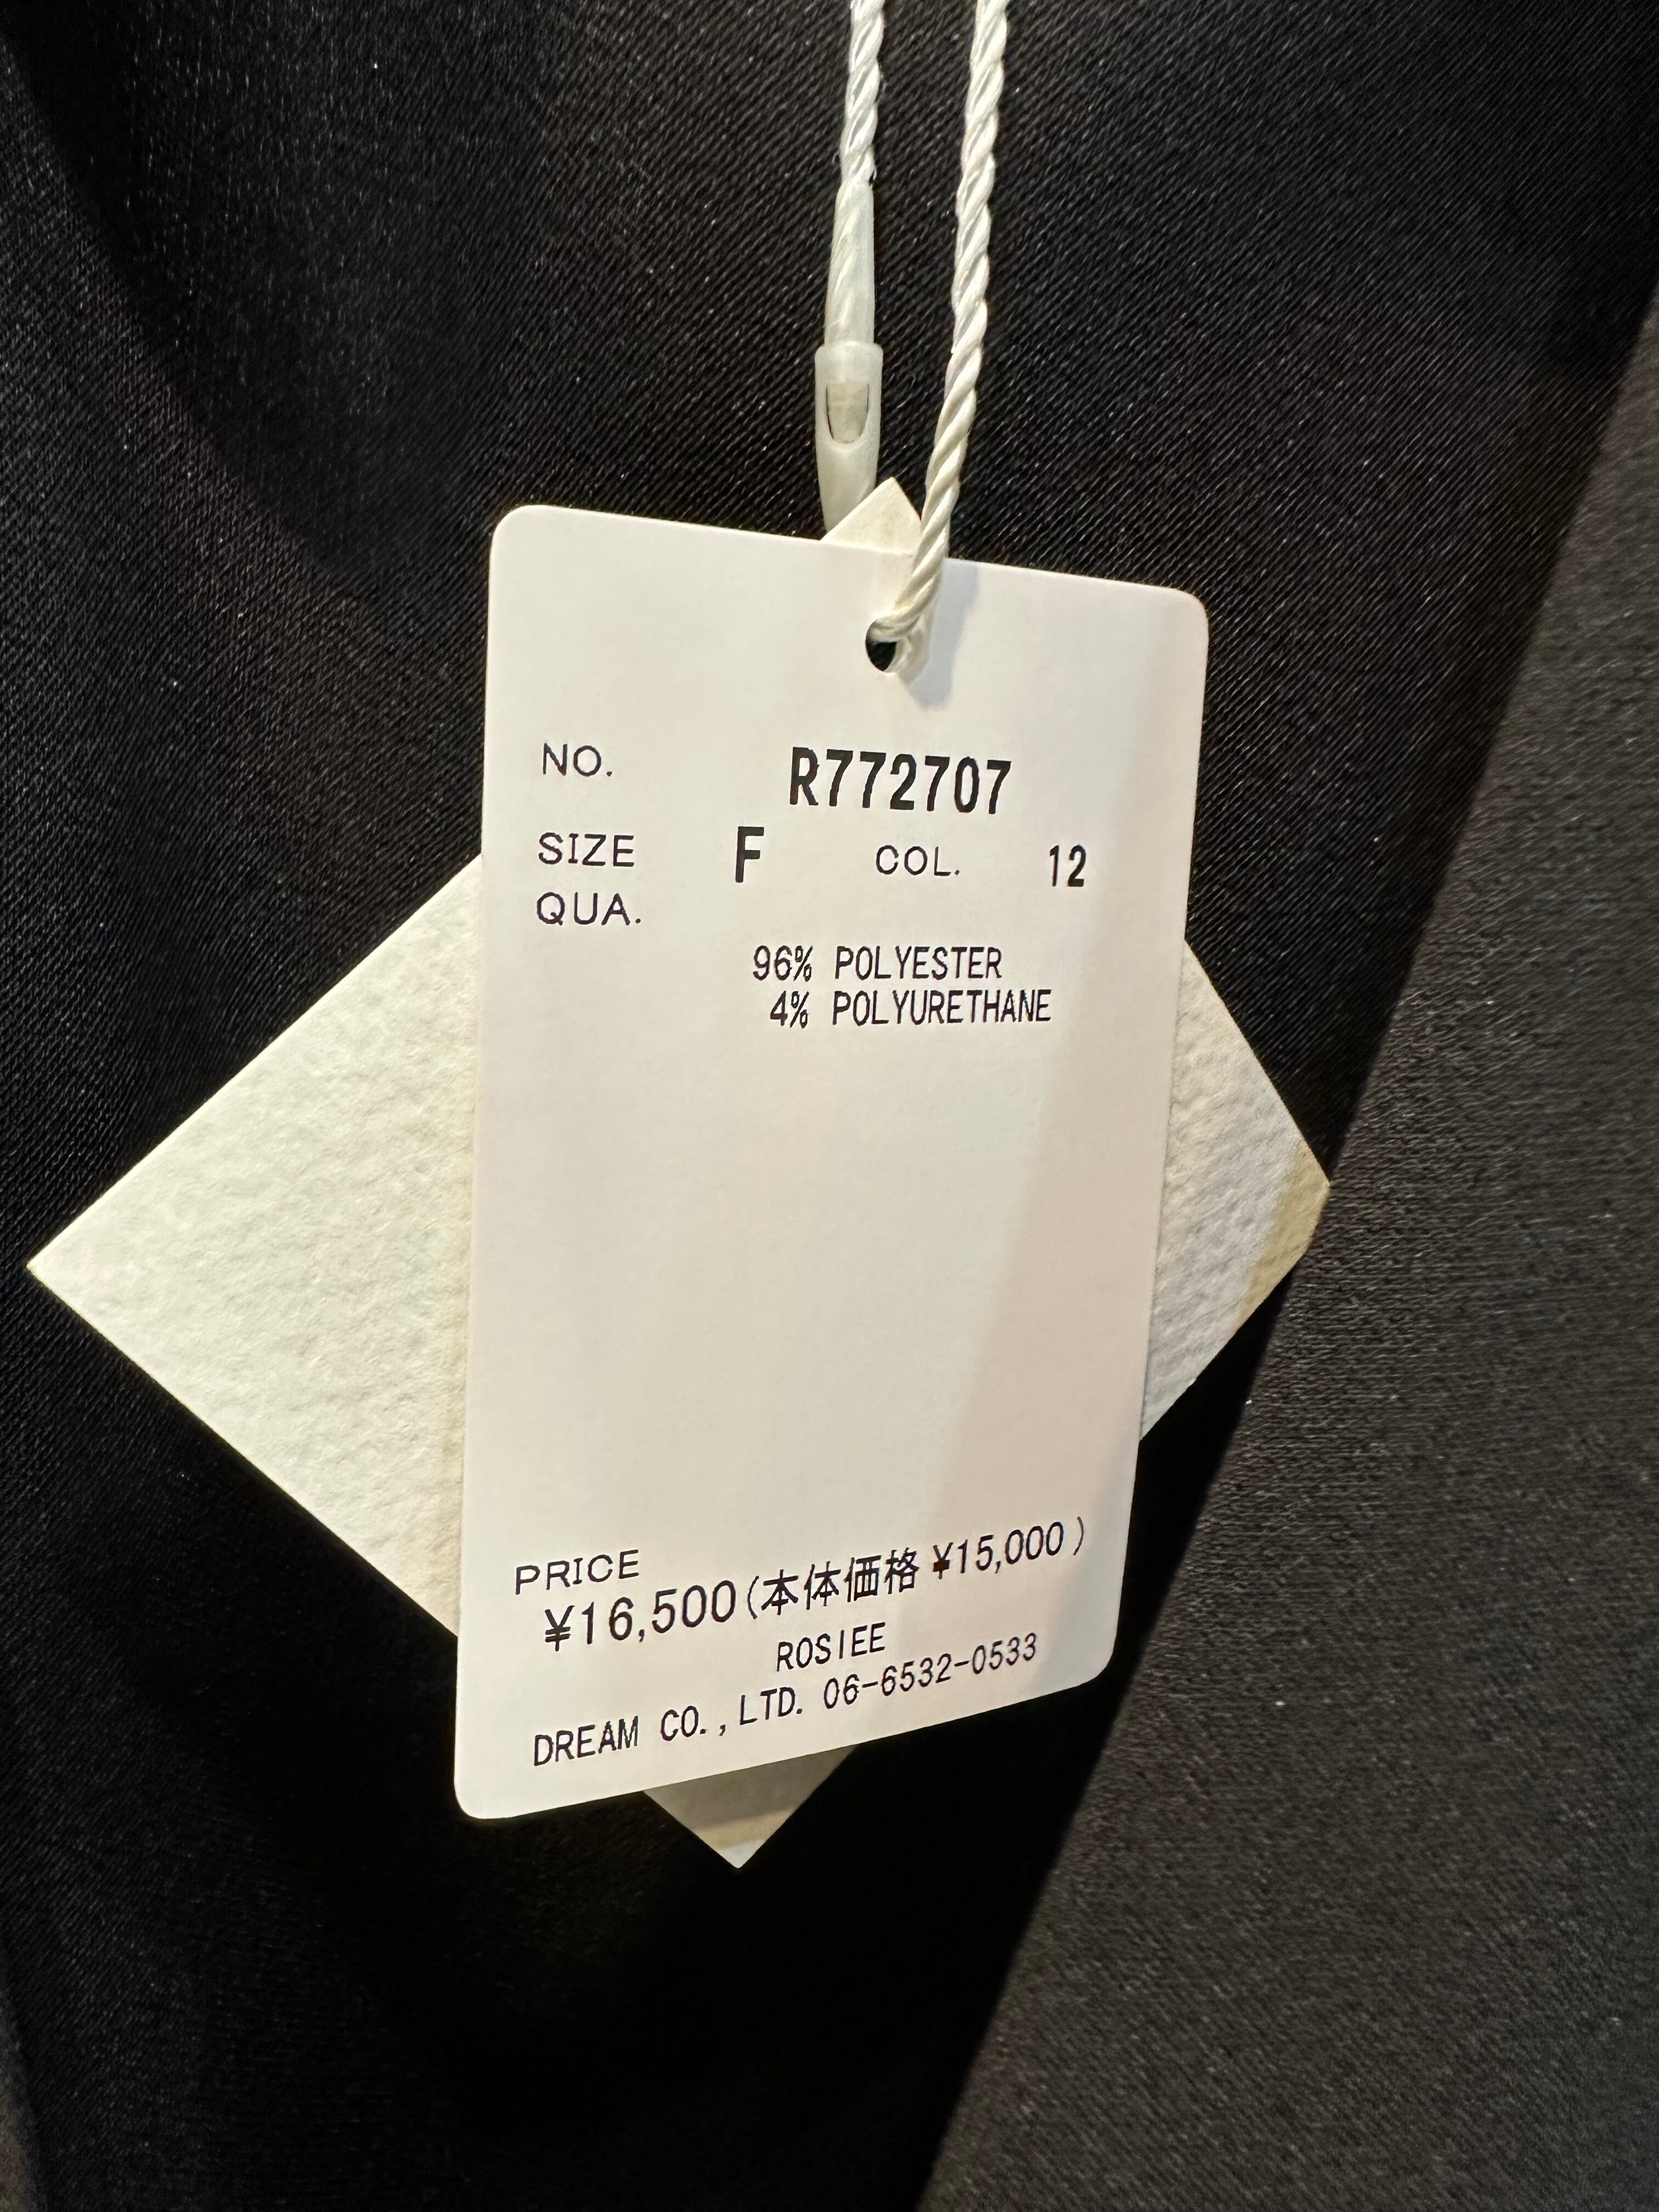 NO. R772707
SIZE F COL. 12
QUA.
96% POLYESTER
4% POLYURETHANE
PRICE
¥16,500(本体価格 ¥15,000)
ROSIEE
DREAM CO.,LTD. 06-6532-0533